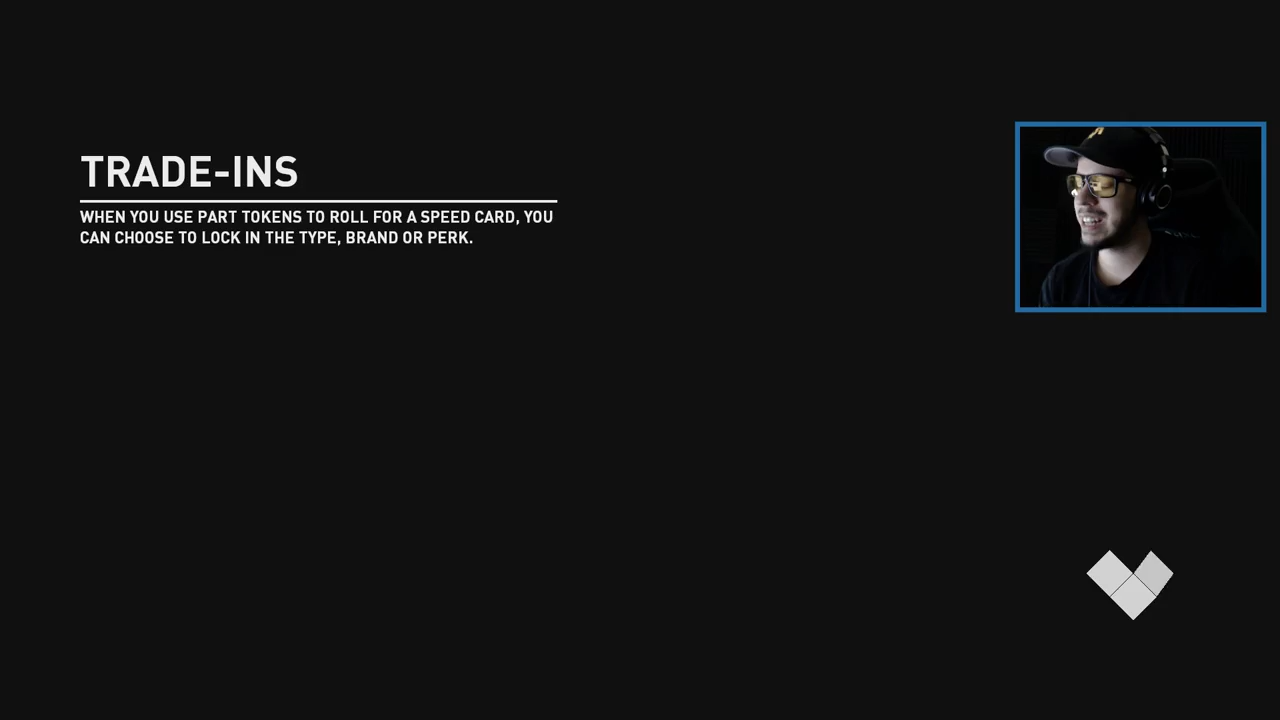 TRADE-INS
WHEN YOU USE PART TOKENS TO ROLL FOR A SPEED CARD, YOU
CAN CHOOSE TO LOCK IN THE TYPE, BRAND OR PERK.